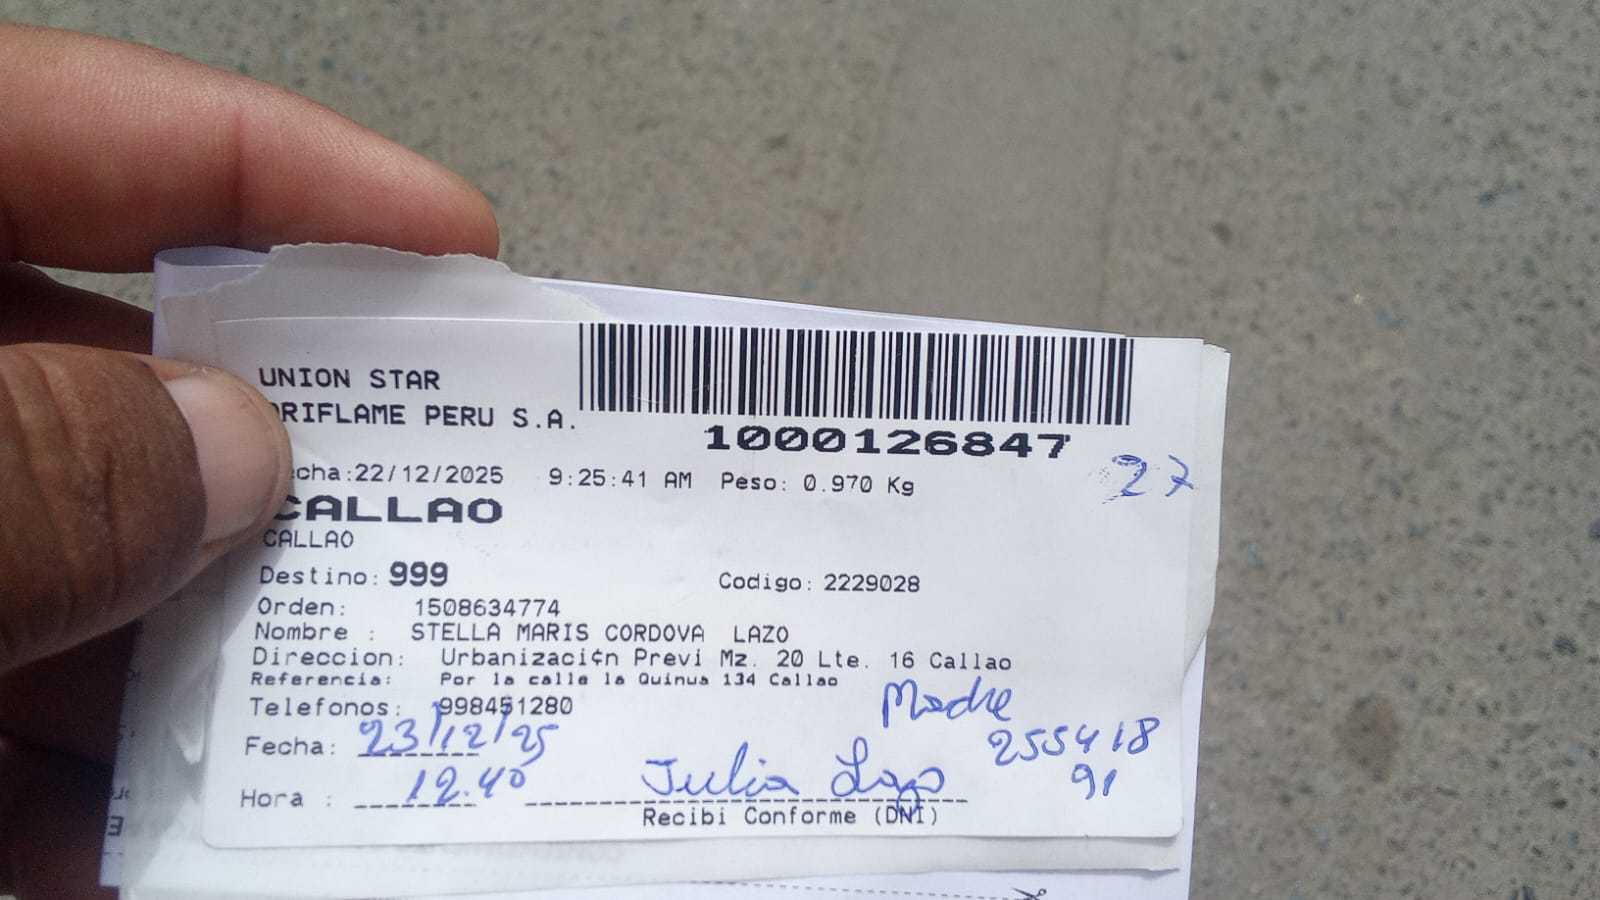 UNION STAR
ORIFLAME PERU S.A.
1000126847
27
echa:22/12/2025 9:25:41 AM Peso: 0.970 Kg
CALLAO
CALLAO
Destino: 999 Codigo: 2229028
Orden: 1508634774
Nombre : STELLA MARIS CORDOVA LAZO
Direccion: Urbanizaci¢n Previ Mz. 20 Lte. 16 Callao
Referencia: Por la calle la Quinua 134 Callao
Telefonos: 998451280
Madre
Fecha: 23/12/25
25541891
Hora : 12.40
Julia Lazo
Recibi Conforme (DNI)